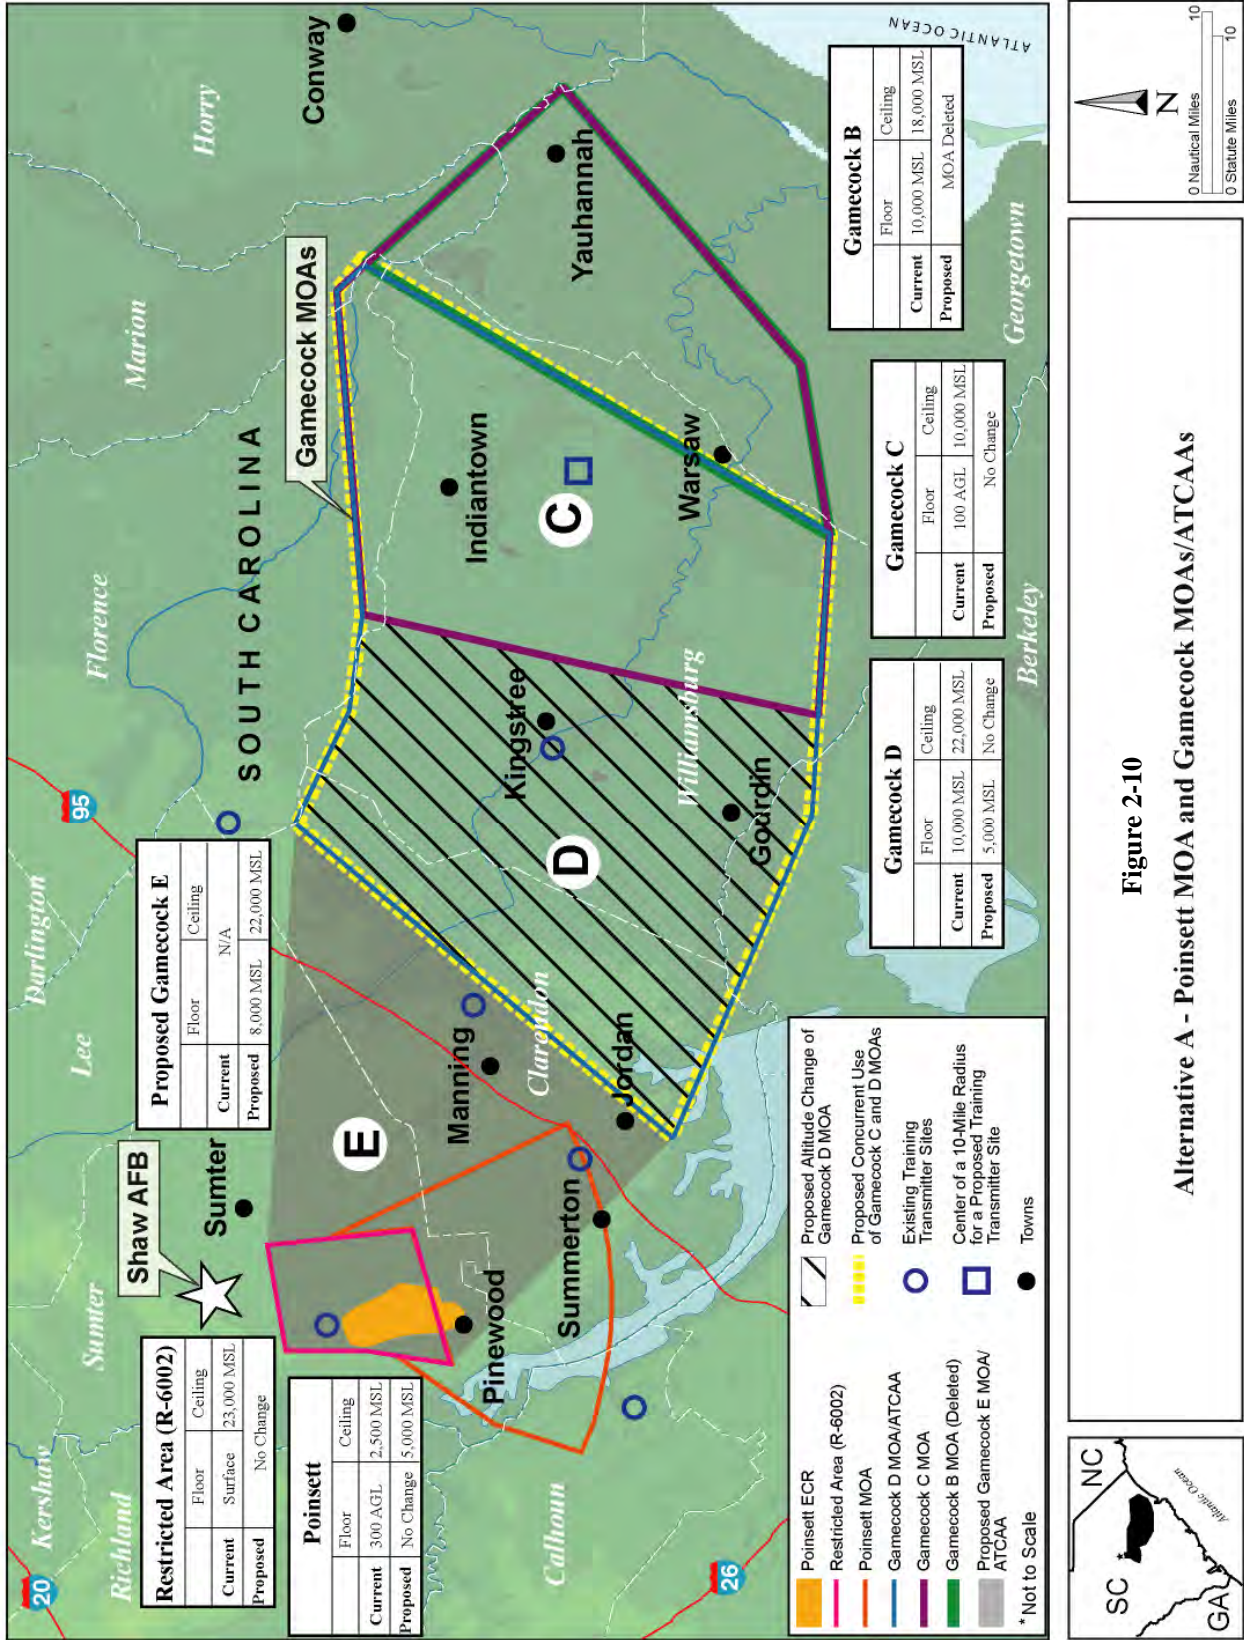 Kershaw
Richland
Sumter
Lee
Darlington
Florence
Marion
Horry
Calhoun
Clarendon
Williamsburg
Berkeley
Georgetown
20
95
26
SOUTH CAROLINA
ATLANTIC OCEAN
Shaw AFB
Sumter
Gamecock MOAs
Conway
Pinewood
Summerton
Manning
Jordan
Kingstree
Gourdin
Indiantown
Warsaw
Yauhannah
E
D
C
Restricted Area (R-6002)
Floor Ceiling
Current Surface 23,000 MSL
Proposed No Change
Poinsett
Floor Ceiling
Current 300 AGL 2,500 MSL
Proposed No Change 5,000 MSL
Proposed Gamecock E
Floor Ceiling
Current N/A
Proposed 8,000 MSL 22,000 MSL
Gamecock D
Floor Ceiling
Current 10,000 MSL 22,000 MSL
Proposed 5,000 MSL No Change
Gamecock C
Floor Ceiling
Current 100 AGL 10,000 MSL
Proposed No Change
Gamecock B
Floor Ceiling
Current 10,000 MSL 18,000 MSL
Proposed MOA Deleted
Poinsett ECR
Restricted Area (R-6002)
Poinsett MOA
Gamecock D MOA/ATCAA
Gamecock C MOA
Gamecock B MOA (Deleted)
Proposed Gamecock E MOA/
ATCAA
* Not to Scale
Proposed Altitude Change of
Gamecock D MOA
Proposed Concurrent Use
of Gamecock C and D MOAs
Existing Training
Transmitter Sites
Center of a 10-Mile Radius
for a Proposed Training
Transmitter Site
Towns
SC
NC
GA
Atlantic Ocean
Figure 2-10
Alternative A - Poinsett MOA and Gamecock MOAs/ATCAAs
N
0 Nautical Miles 10
0 Statute Miles 10